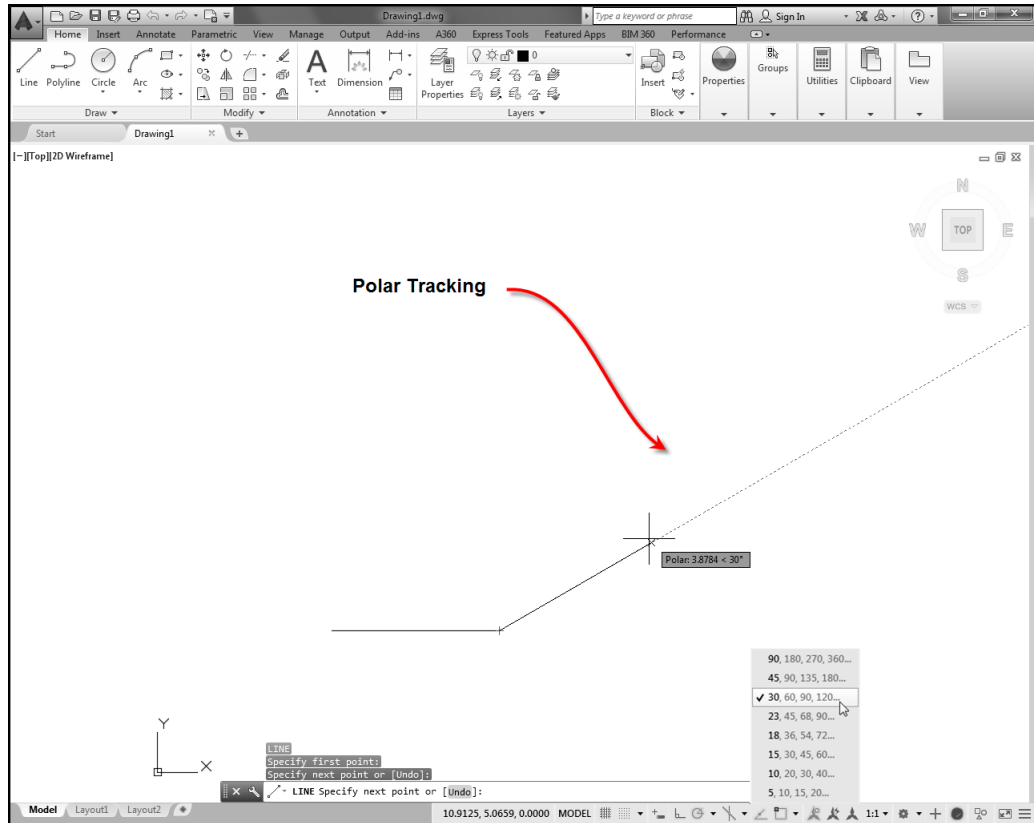 Drawing1.dwg
Type a keyword or phrase
Sign In
Home Insert Annotate Parametric View Manage Output Add-ins A360 Express Tools Featured Apps BIM 360 Performance
0
Line Polyline Circle Arc
Text Dimension
Layer Properties
Insert
Properties
Groups
Utilities
Clipboard
View
Draw Modify Annotation Layers Block
Start Drawing1
[−][Top][2D Wireframe]
N
W TOP E
S
WCS
Polar Tracking
Polar: 3.8784 < 30°
90, 180, 270, 360...
45, 90, 135, 180...
30, 60, 90, 120...
23, 45, 68, 90...
18, 36, 54, 72...
15, 30, 45, 60...
10, 20, 30, 40...
5, 10, 15, 20...
Y
X
LINE
Specify first point:
Specify next point or [Undo]:
LINE Specify next point or [Undo]:
Model Layout1 Layout2
10.9125, 5.0659, 0.0000 MODEL 1:1